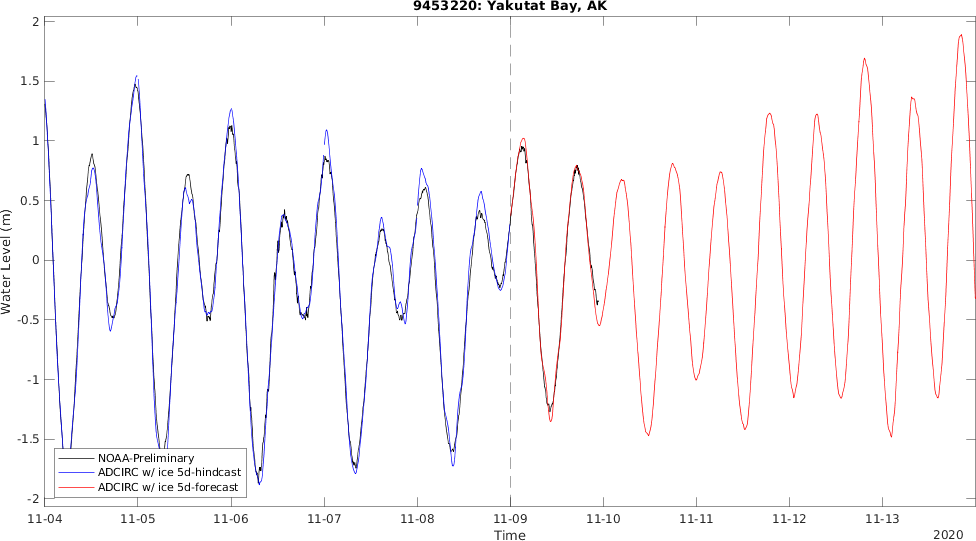 9453220: Yakutat Bay, AK
2
1.5
1
0.5
0
-0.5
-1
-1.5
-2
Water Level (m)
NOAA-Preliminary
ADCIRC w/ ice 5d-hindcast
ADCIRC w/ ice 5d-forecast
11-04 11-05 11-06 11-07 11-08 11-09 11-10 11-11 11-12 11-13
Time
2020